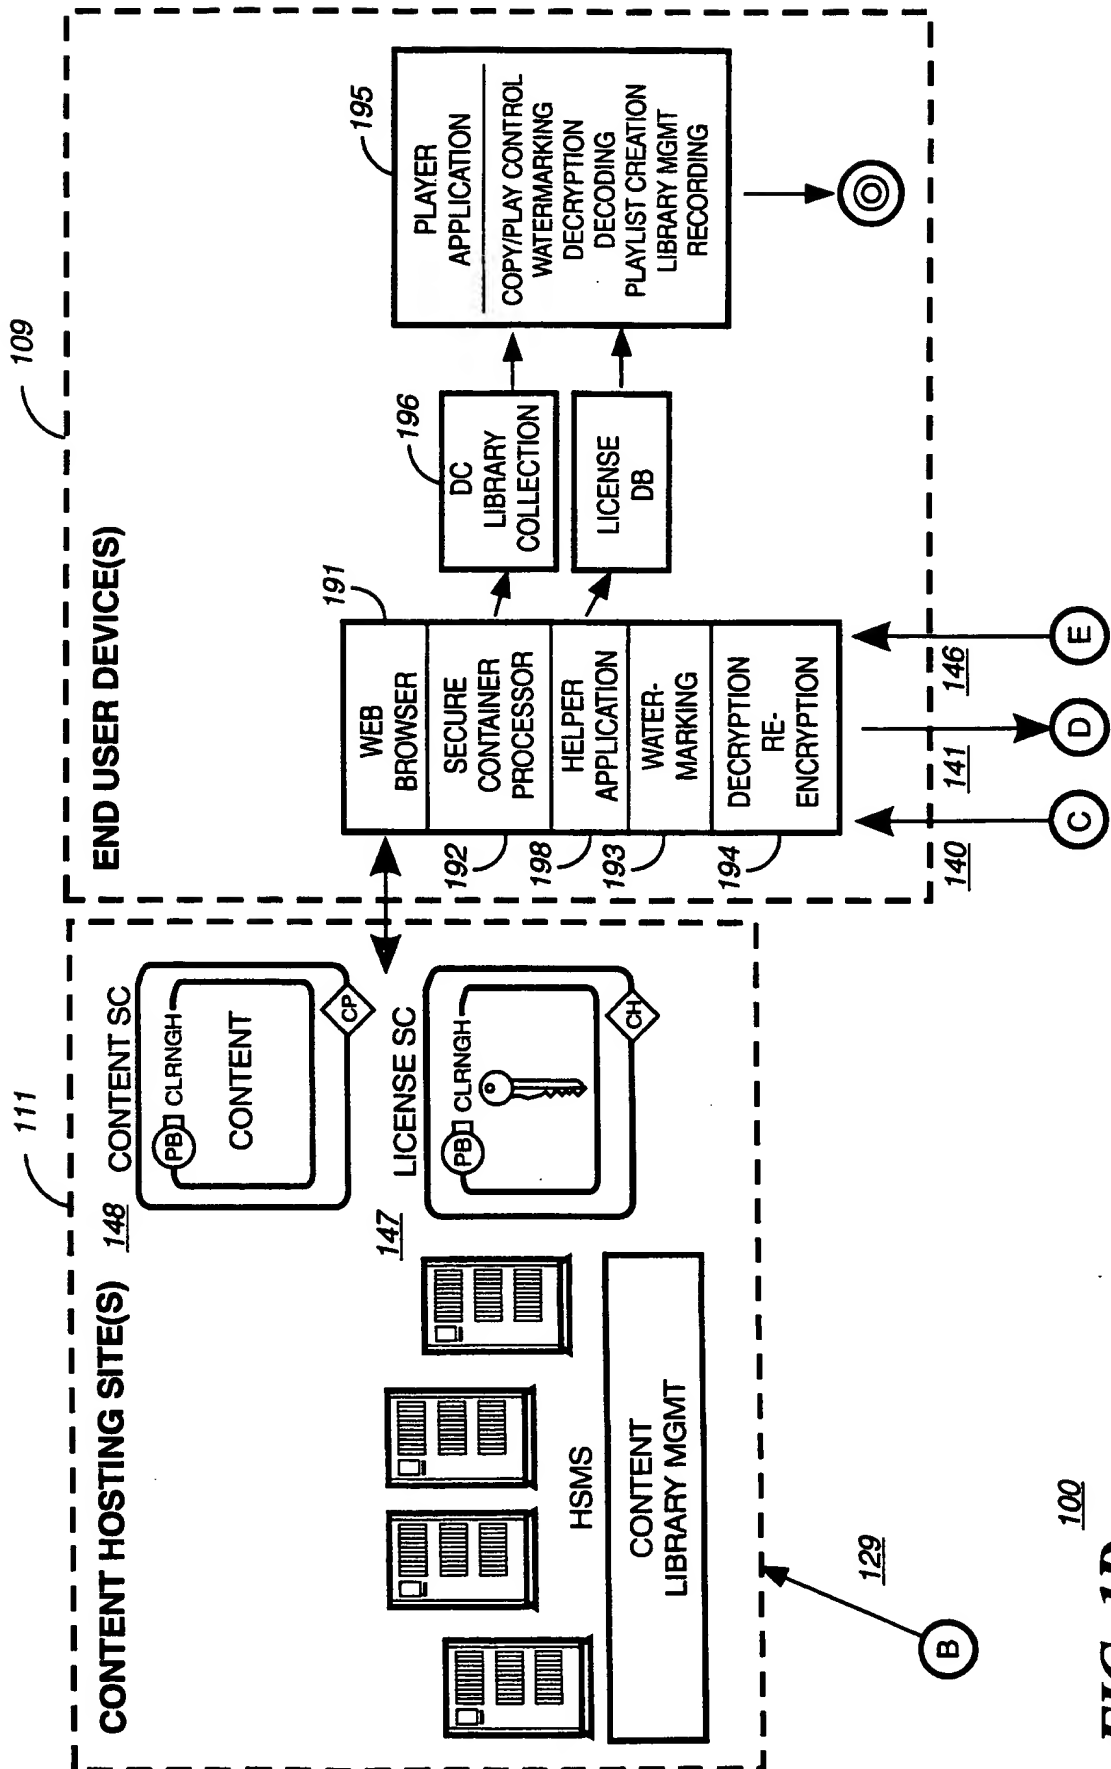 111
109
CONTENT HOSTING SITE(S)
148
CONTENT SC
PB
CLRNGH
CONTENT
CP
147
LICENSE SC
PB
CLRNGH
CH
HSMS
CONTENT
LIBRARY MGMT
B
129
END USER DEVICE(S)
191
WEB
BROWSER
192
SECURE
CONTAINER
PROCESSOR
198
HELPER
APPLICATION
193
WATER-
MARKING
194
DECRYPTION
RE-
ENCRYPTION
196
DC
LIBRARY
COLLECTION
LICENSE
DB
195
PLAYER
APPLICATION
COPY/PLAY CONTROL
WATERMARKING
DECRYPTION
DECODING
PLAYLIST CREATION
LIBRARY MGMT
RECORDING
140
141
146
C
D
E
100
FIG. 1D